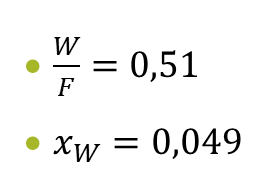 • W/F = 0,51
• x_W = 0,049